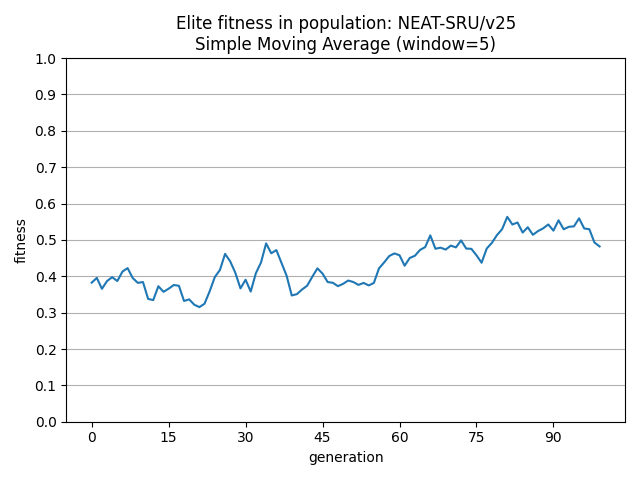 Elite fitness in population: NEAT-SRU/v25
Simple Moving Average (window=5)
1.0
0.9
0.8
0.7
0.6
0.5
0.4
0.3
0.2
0.1
0.0
fitness
0 15 30 45 60 75 90
generation